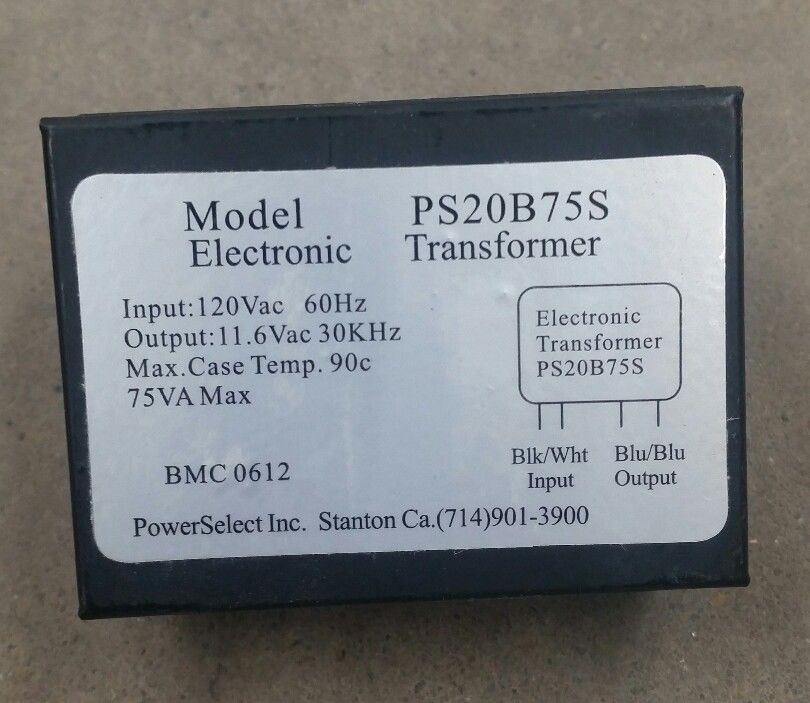 Model PS20B75S
Electronic Transformer
Input:120Vac 60Hz
Output:11.6Vac 30KHz
Max.Case Temp. 90c
75VA Max
Electronic
Transformer
PS20B75S
Blk/Wht Blu/Blu
Input Output
BMC 0612
PowerSelect Inc. Stanton Ca.(714)901-3900